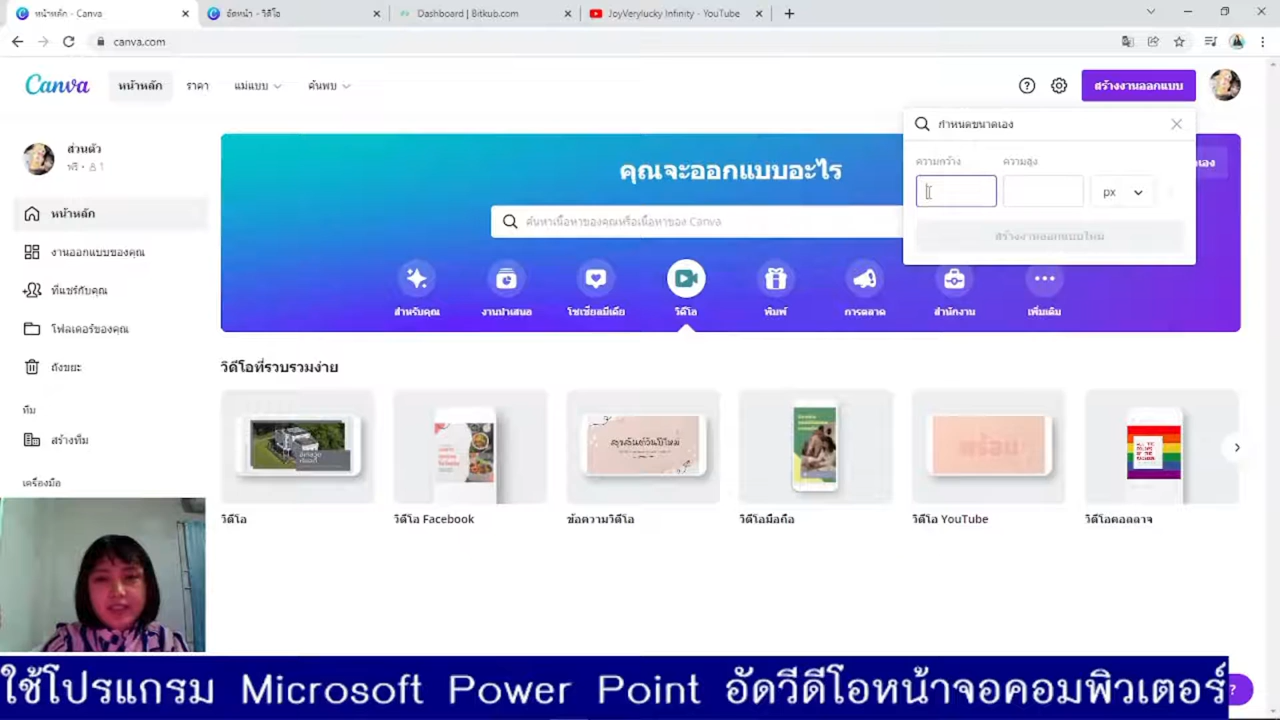 หน้าหลัก - Canva
อัดหน้า - วิดีโอ
Dashboard | Bitkub.com
JoyVerylucky Infinity - YouTube
canva.com
Canva
หน้าหลัก
ราคา
แม่แบบ
ค้นพบ
สร้างงานออกแบบ
กำหนดขนาดเอง
ความกว้าง
ความสูง
px
สร้างงานออกแบบใหม่
ส่วนตัว
ฟรี • 1
หน้าหลัก
งานออกแบบของคุณ
ที่แชร์กับคุณ
โฟลเดอร์ของคุณ
ถังขยะ
ทีม
สร้างทีม
เครื่องมือ
คุณจะออกแบบอะไร
ค้นหาเนื้อหาของคุณหรือเนื้อหาของ Canva
สำหรับคุณ
งานนำเสนอ
โซเชียลมีเดีย
วิดีโอ
พิมพ์
การตลาด
สำนักงาน
เพิ่มเติม
วิดีโอที่รวบรวมง่าย
สุขสันต์วันปีใหม่
พร้อม
วิดีโอ
วิดีโอ Facebook
ข้อความวิดีโอ
วิดีโอมือถือ
วิดีโอ YouTube
วิดีโอคอลลาจ
ใช้โปรแกรม Microsoft Power Point อัดวีดีโอหน้าจอคอมพิวเตอร์